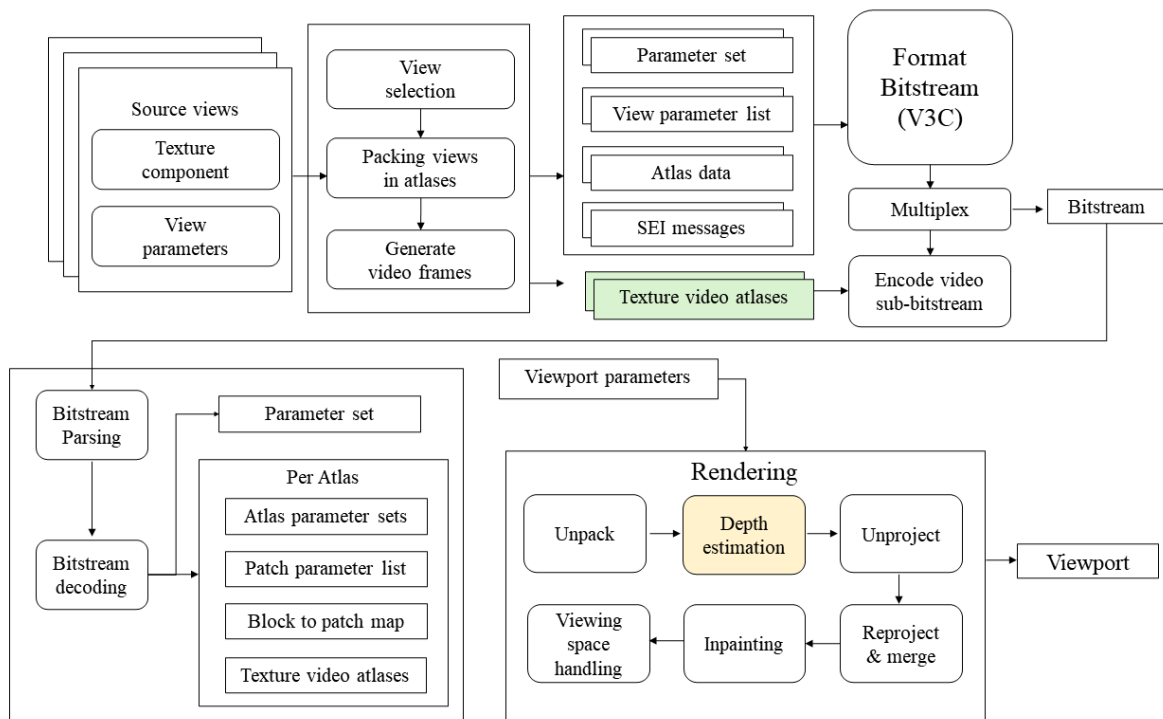 Source views
Texture
component
View
parameters
View
selection
Packing views
in atlases
Generate
video frames
Parameter set
View parameter list
Atlas data
SEI messages
Texture video atlases
Format
Bitstream
(V3C)
Multiplex
Encode video
sub-bitstream
Bitstream
Bitstream
Parsing
Bitstream
decoding
Parameter set
Per Atlas
Atlas parameter sets
Patch parameter list
Block to patch map
Texture video atlases
Viewport parameters
Rendering
Unpack
Depth
estimation
Unproject
Reproject
& merge
Inpainting
Viewing
space
handling
Viewport